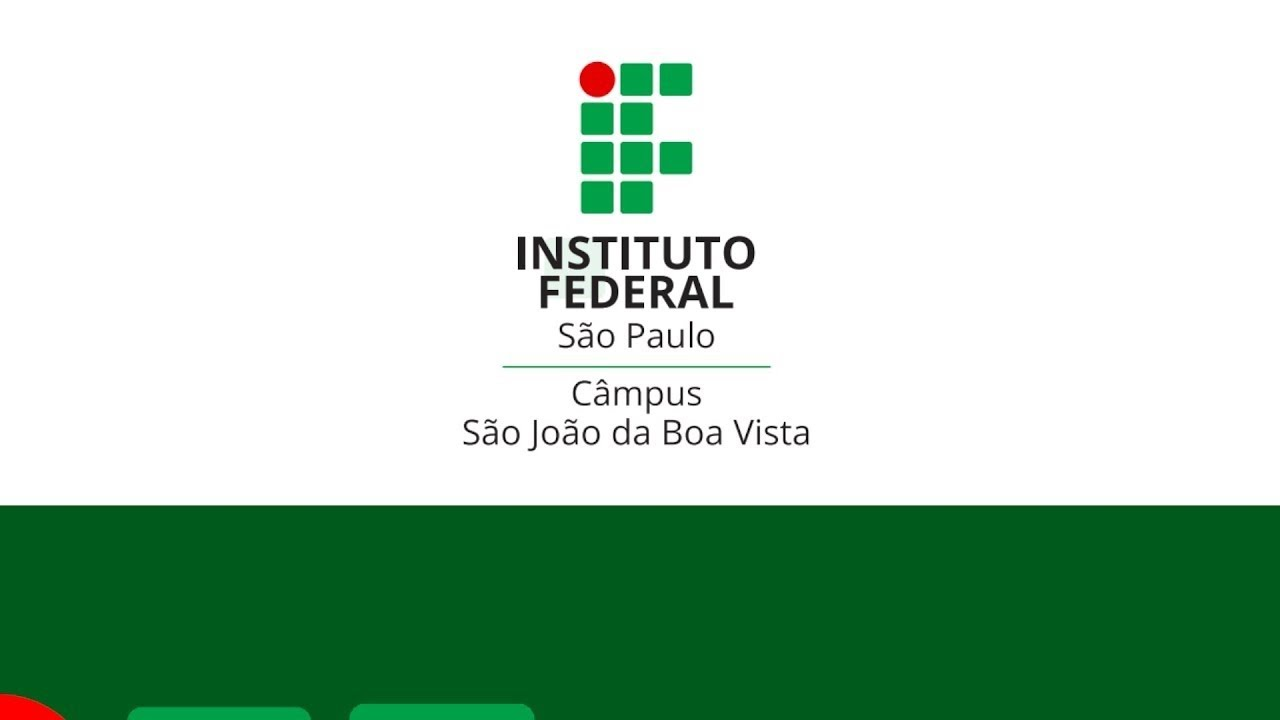 INSTITUTO
FEDERAL
São Paulo
Câmpus
São João da Boa Vista